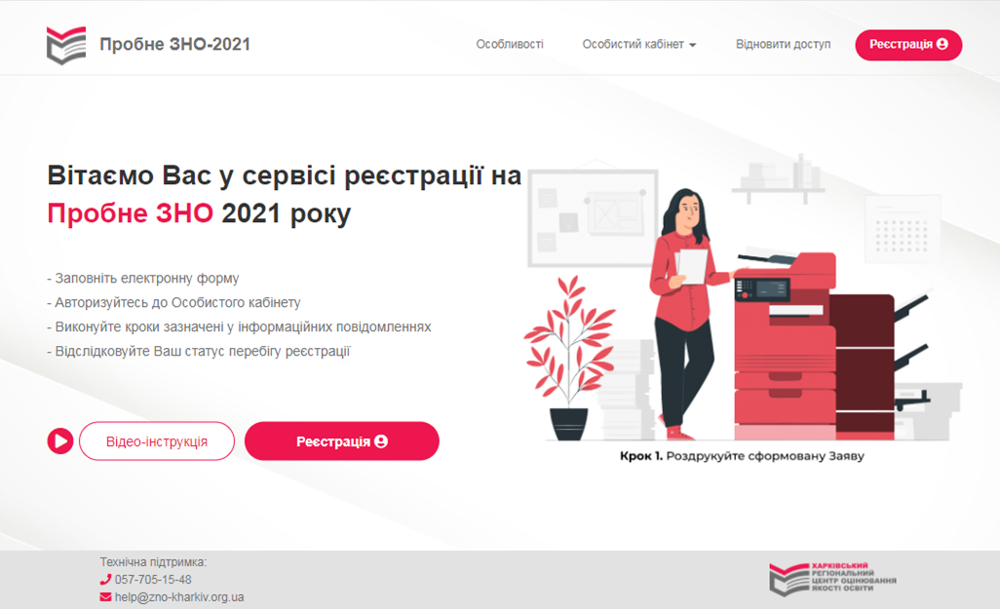 Пробне ЗНО-2021
Особливості
Особистий кабінет
Відновити доступ
Реєстрація
Вітаємо Вас у сервісі реєстрації на
Пробне ЗНО 2021 року
- Заповніть електронну форму
- Авторизуйтесь до Особистого кабінету
- Виконуйте кроки зазначені у інформаційних повідомленнях
- Відслідковуйте Ваш статус перебігу реєстрації
Відео-інструкція
Реєстрація
Крок 1. Роздрукуйте сформовану Заяву
Технічна підтримка:
057-705-15-48
help@zno-kharkiv.org.ua
ХАРКІВСЬКИЙ
РЕГІОНАЛЬНИЙ
ЦЕНТР ОЦІНЮВАННЯ
ЯКОСТІ ОСВІТИ